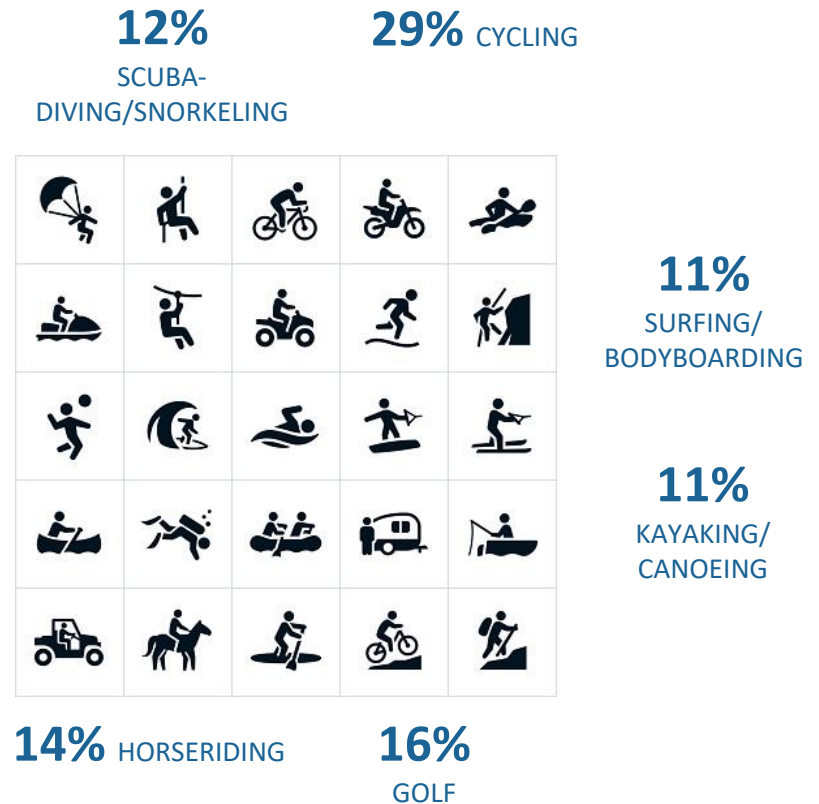 12%
SCUBA-
DIVING/SNORKELING
29% CYCLING
11%
SURFING/
BODYBOARDING
11%
KAYAKING/
CANOEING
14% HORSERIDING
16%
GOLF